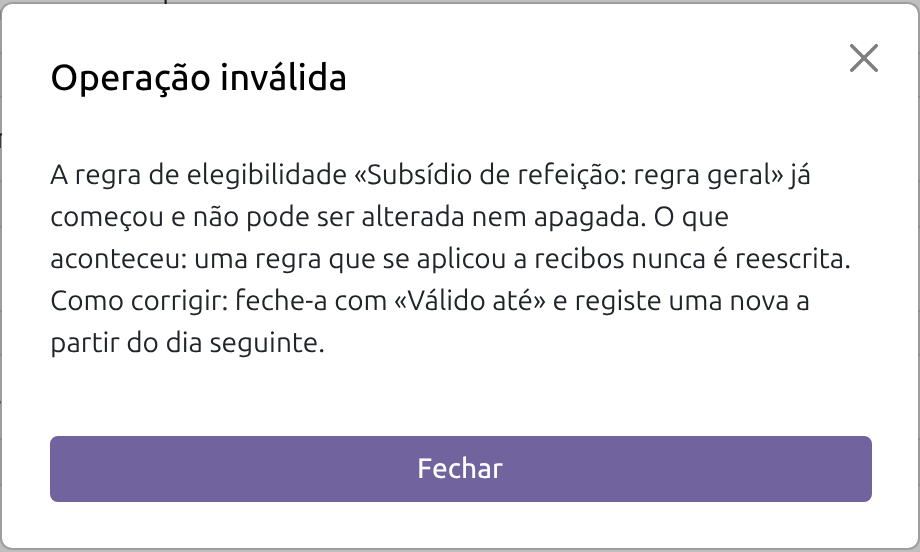 Operação inválida
A regra de elegibilidade «Subsídio de refeição: regra geral» já
começou e não pode ser alterada nem apagada. O que
aconteceu: uma regra que se aplicou a recibos nunca é reescrita.
Como corrigir: feche-a com «Válido até» e registe uma nova a
partir do dia seguinte.
Fechar